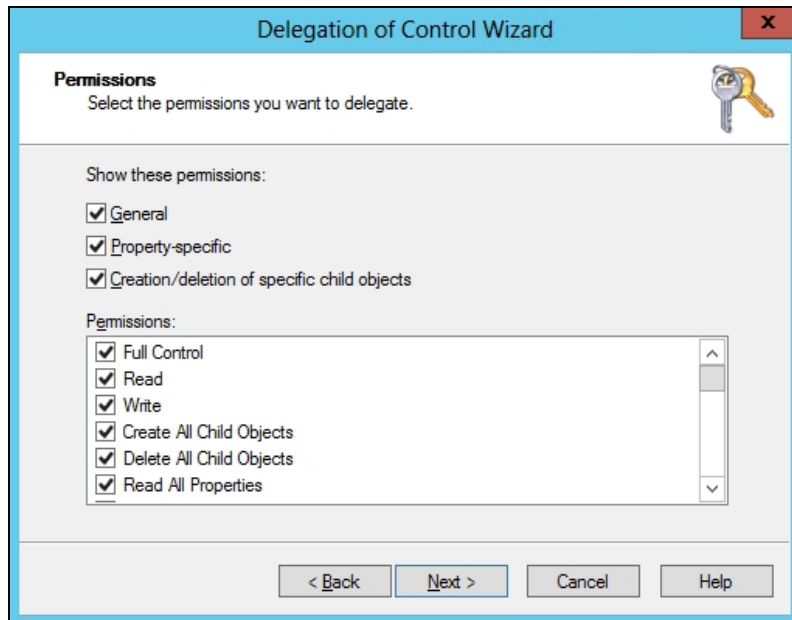 Delegation of Control Wizard
x
Permissions
Select the permissions you want to delegate.
Show these permissions:
General
Property-specific
Creation/deletion of specific child objects
Permissions:
Full Control
Read
Write
Create All Child Objects
Delete All Child Objects
Read All Properties
< Back Next > Cancel Help